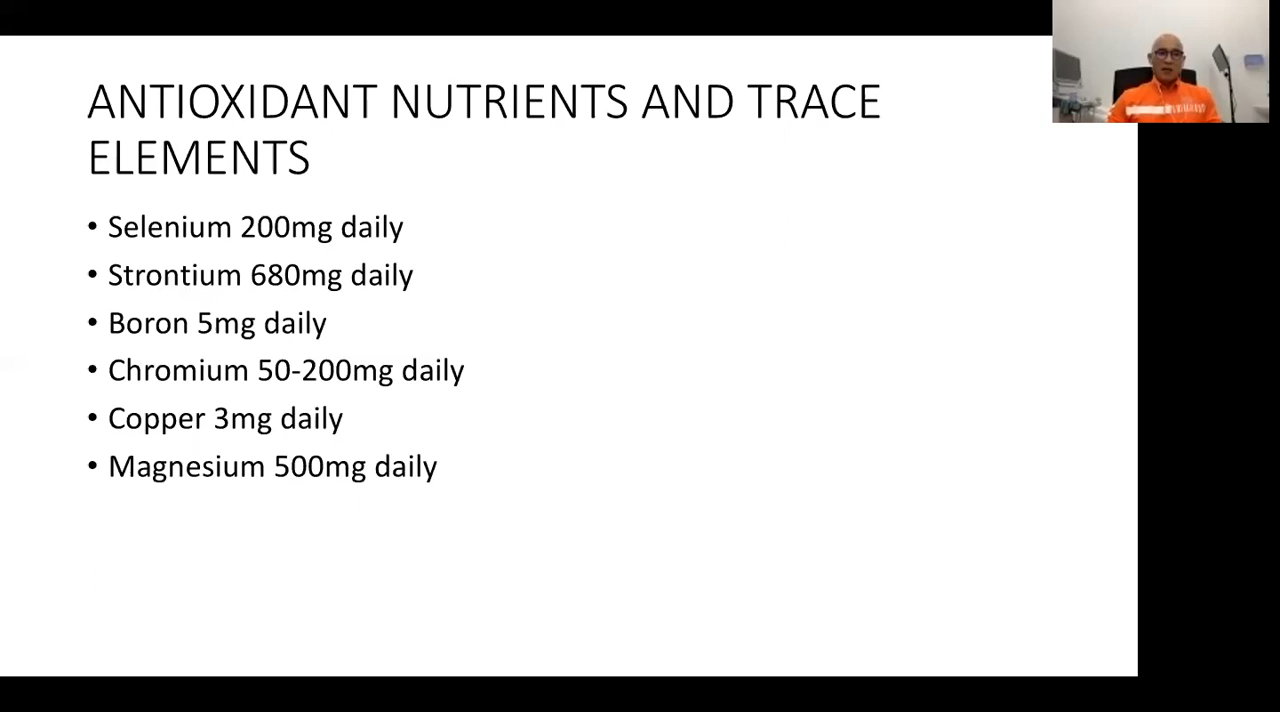 ANTIOXIDANT NUTRIENTS AND TRACE
ELEMENTS
• Selenium 200mg daily
• Strontium 680mg daily
• Boron 5mg daily
• Chromium 50-200mg daily
• Copper 3mg daily
• Magnesium 500mg daily